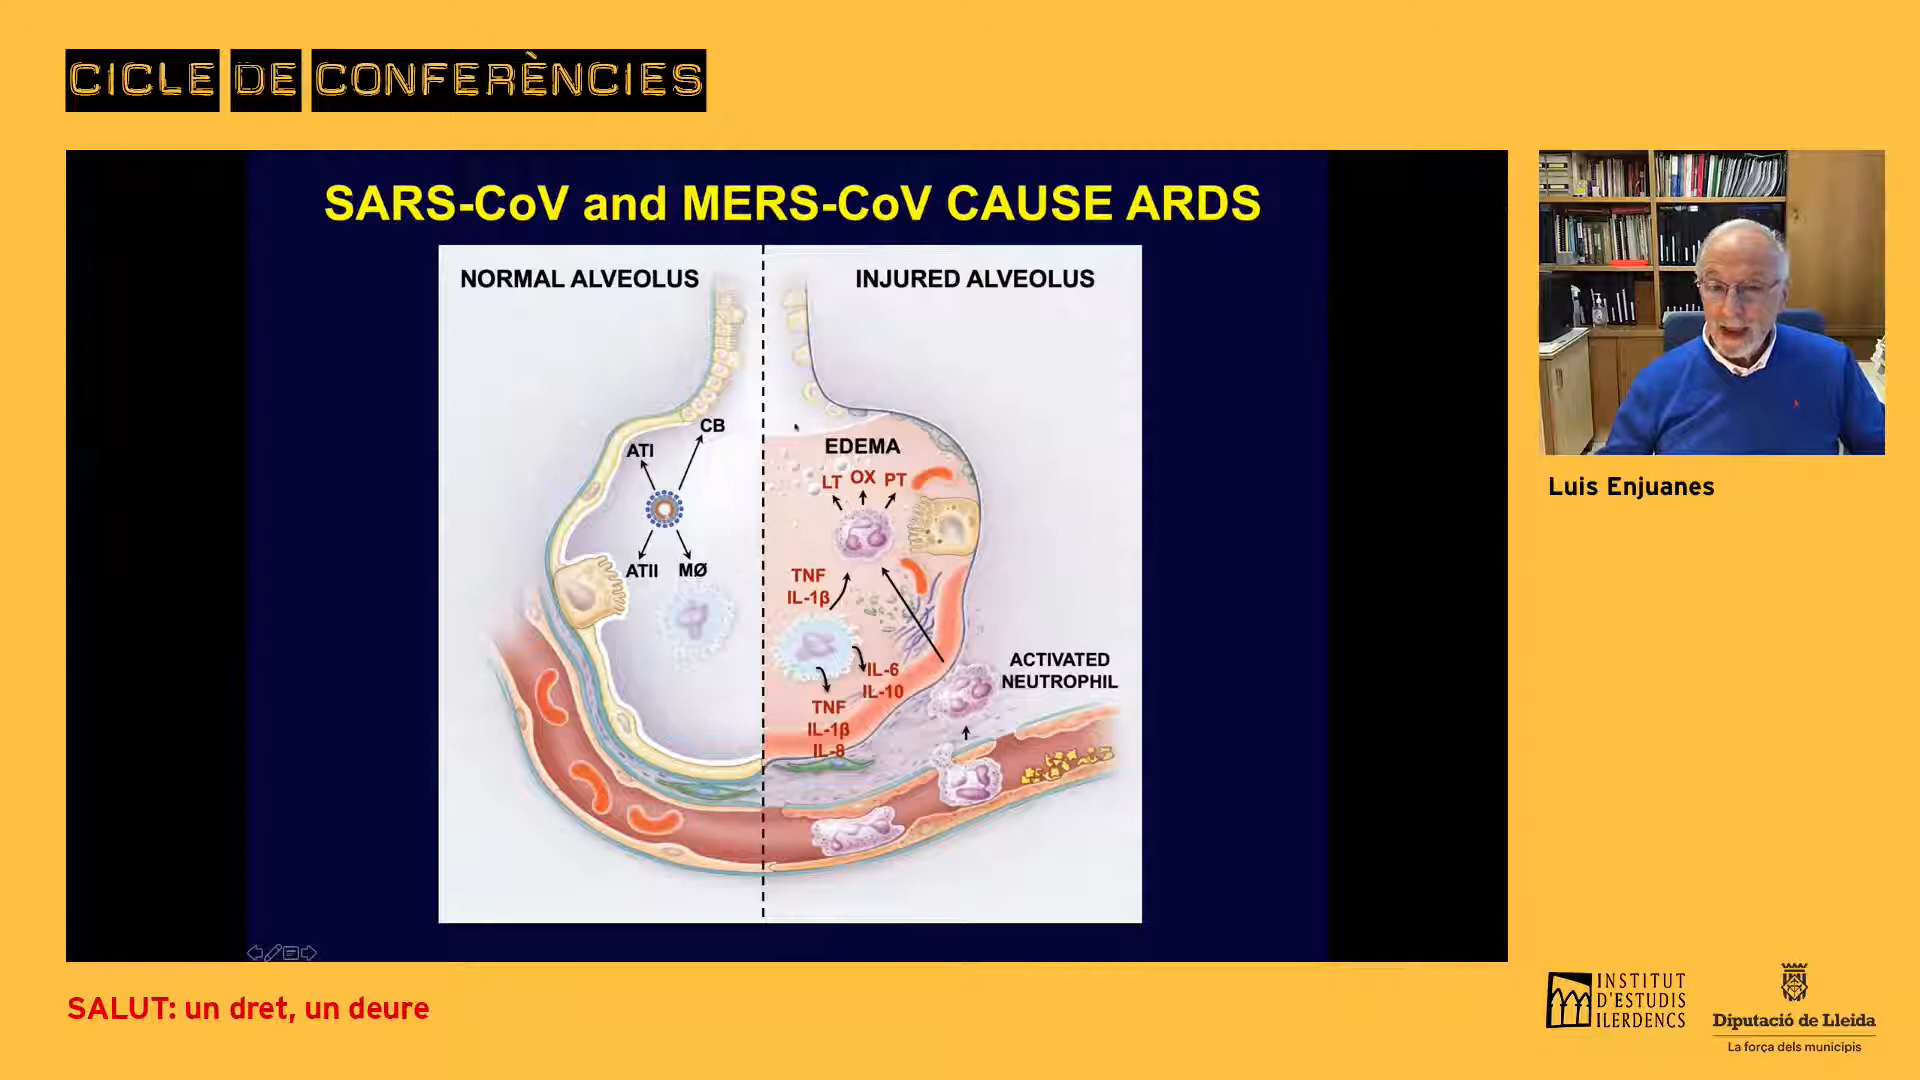 CICLE DE CONFERÈNCIES
SARS-CoV and MERS-CoV CAUSE ARDS
NORMAL ALVEOLUS
INJURED ALVEOLUS
CB
ATI
ATII
MØ
EDEMA
LT OX PT
TNF
IL-1β
IL-6
IL-10
TNF
IL-1β
IL-8
ACTIVATED
NEUTROPHIL
Luis Enjuanes
SALUT: un dret, un deure
INSTITUT
D'ESTUDIS
ILERDENCS
Diputació de Lleida
La força dels municipis